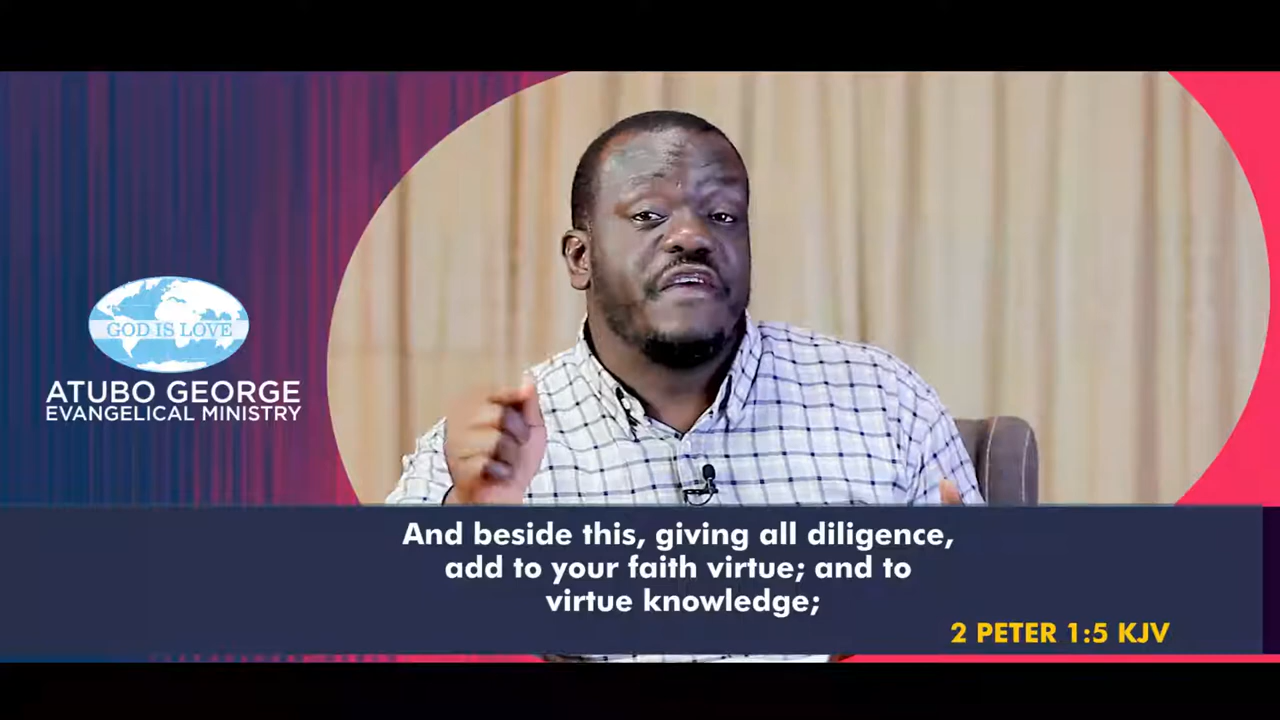 GOD IS LOVE
ATUBO GEORGE
EVANGELICAL MINISTRY
And beside this, giving all diligence,
add to your faith virtue; and to
virtue knowledge;
2 PETER 1:5 KJV